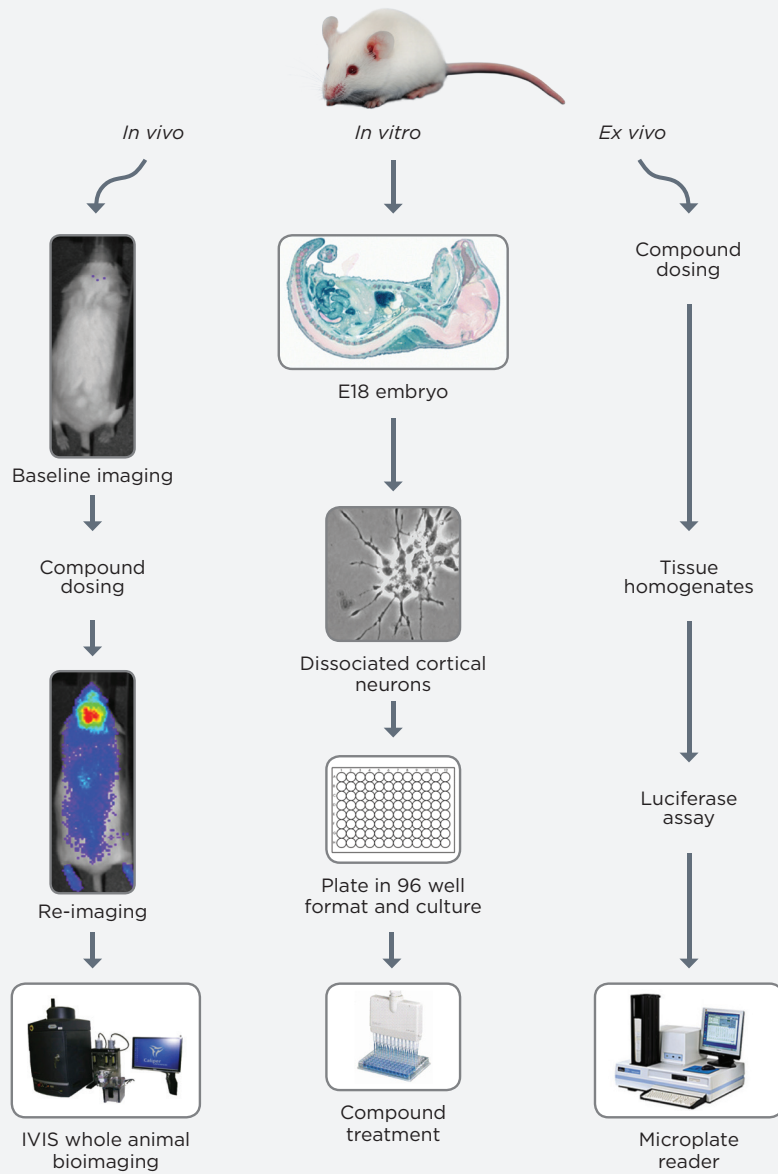 In vivo
In vitro
Ex vivo
Baseline imaging
Compound
dosing
Re-imaging
IVIS whole animal
bioimaging
E18 embryo
Dissociated cortical
neurons
Plate in 96 well
format and culture
Compound
treatment
Compound
dosing
Tissue
homogenates
Luciferase
assay
Microplate
reader